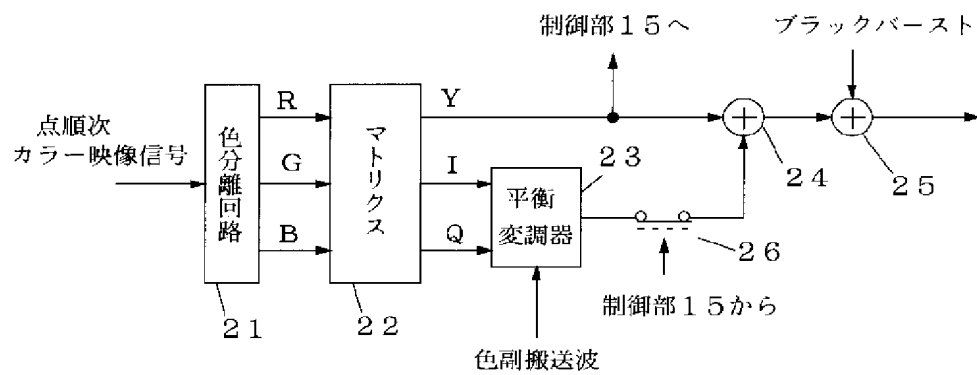 制御部15へ
ブラックバースト
点順次
カラー映像信号
色分離回路
21
R
G
B
マトリクス
22
Y
I
Q
平衡
変調器
23
色副搬送波
26
制御部15から
24
25